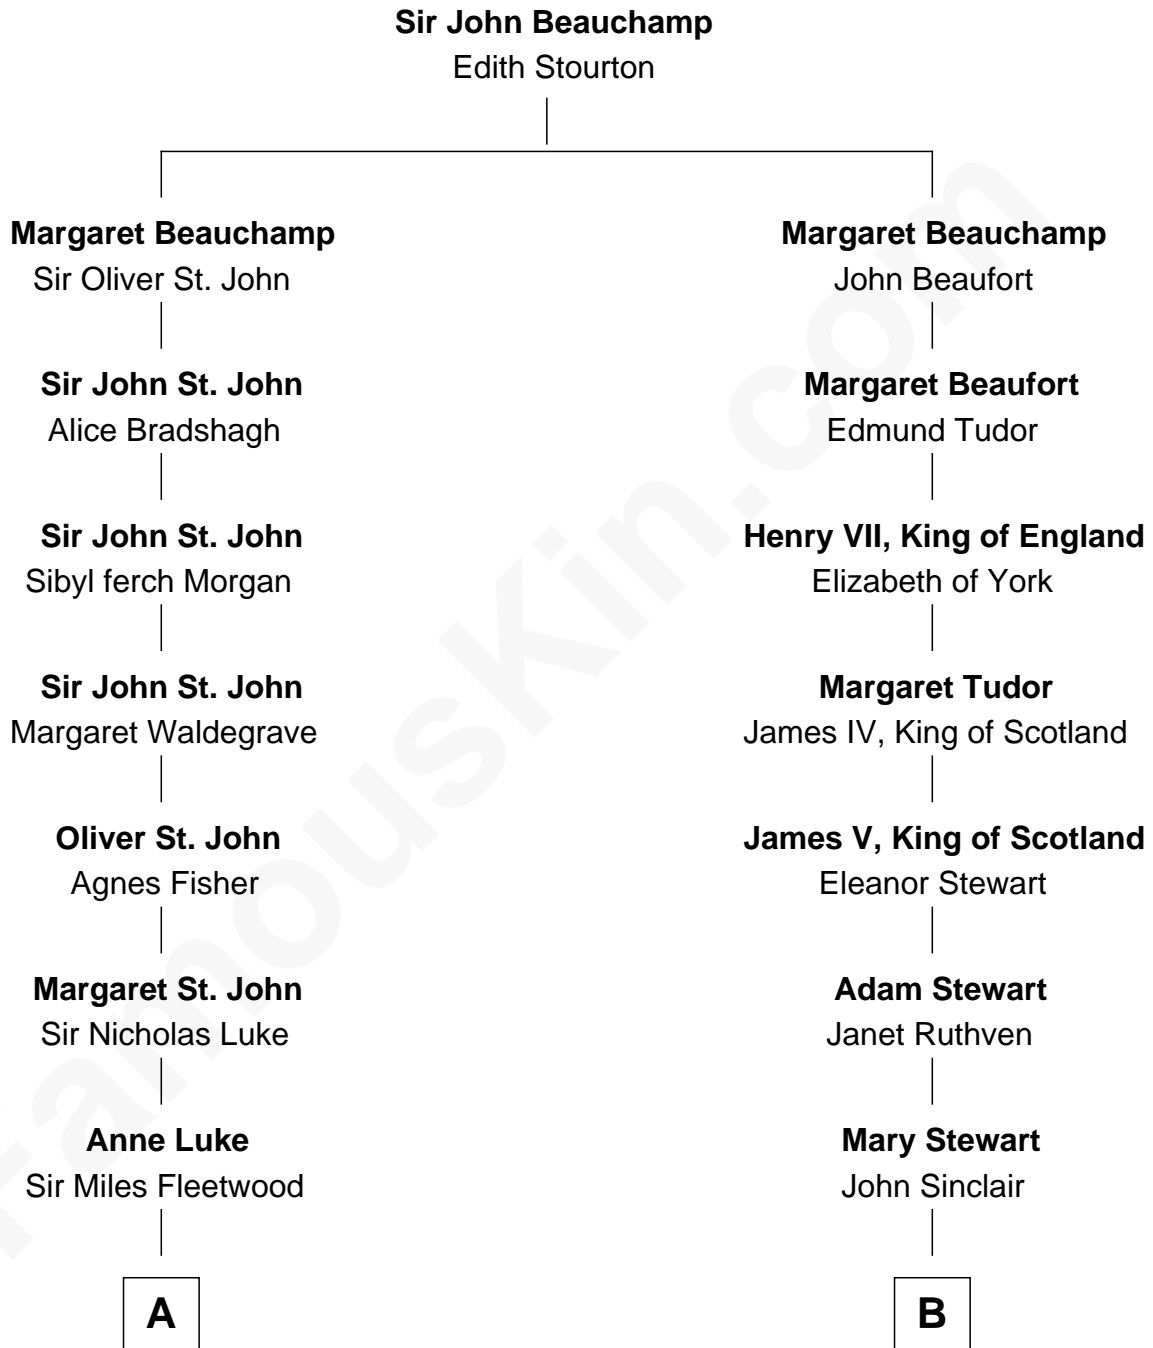 Sir John Beauchamp
Edith Stourton
Margaret Beauchamp
Sir Oliver St. John
Margaret Beauchamp
John Beaufort
Sir John St. John
Alice Bradshagh
Margaret Beaufort
Edmund Tudor
Sir John St. John
Sibyl ferch Morgan
Henry VII, King of England
Elizabeth of York
Sir John St. John
Margaret Waldegrave
Margaret Tudor
James IV, King of Scotland
Oliver St. John
Agnes Fisher
James V, King of Scotland
Eleanor Stewart
Margaret St. John
Sir Nicholas Luke
Adam Stewart
Janet Ruthven
Anne Luke
Sir Miles Fleetwood
Mary Stewart
John Sinclair
A
B
FamousKin.com